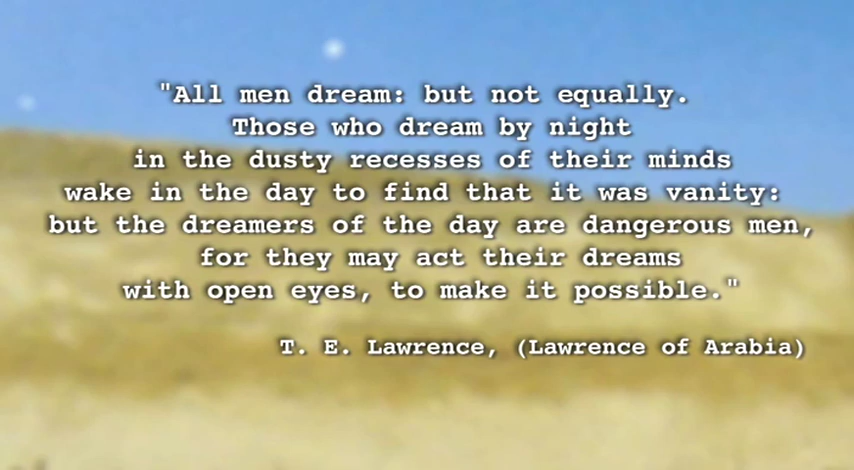 "All men dream: but not equally.
Those who dream by night
in the dusty recesses of their minds
wake in the day to find that it was vanity:
but the dreamers of the day are dangerous men,
for they may act their dreams
with open eyes, to make it possible."
T. E. Lawrence, (Lawrence of Arabia)